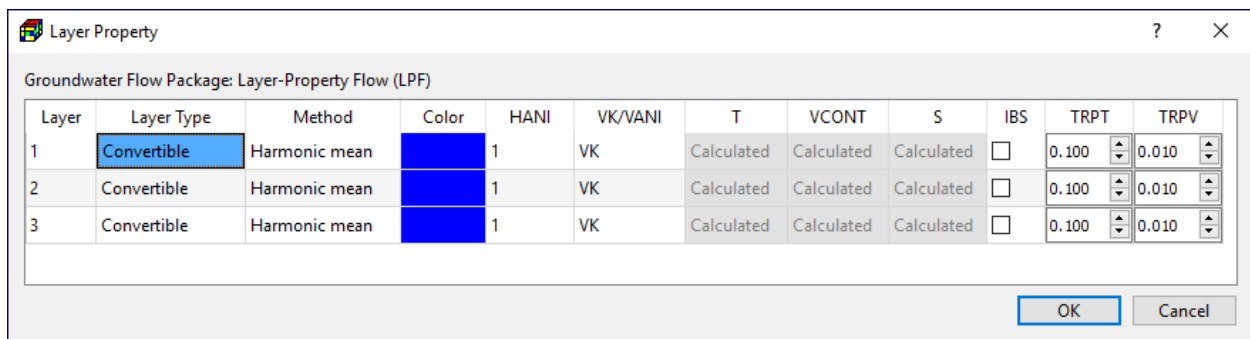 Layer Property ?
Groundwater Flow Package: Layer-Property Flow (LPF)
Layer Layer Type Method Color HANI VK/VANI T VCONT S IBS TRPT TRPV
1 Convertible Harmonic mean 1 VK Calculated Calculated Calculated 0.100 0.010
2 Convertible Harmonic mean 1 VK Calculated Calculated Calculated 0.100 0.010
3 Convertible Harmonic mean 1 VK Calculated Calculated Calculated 0.100 0.010
OK Cancel